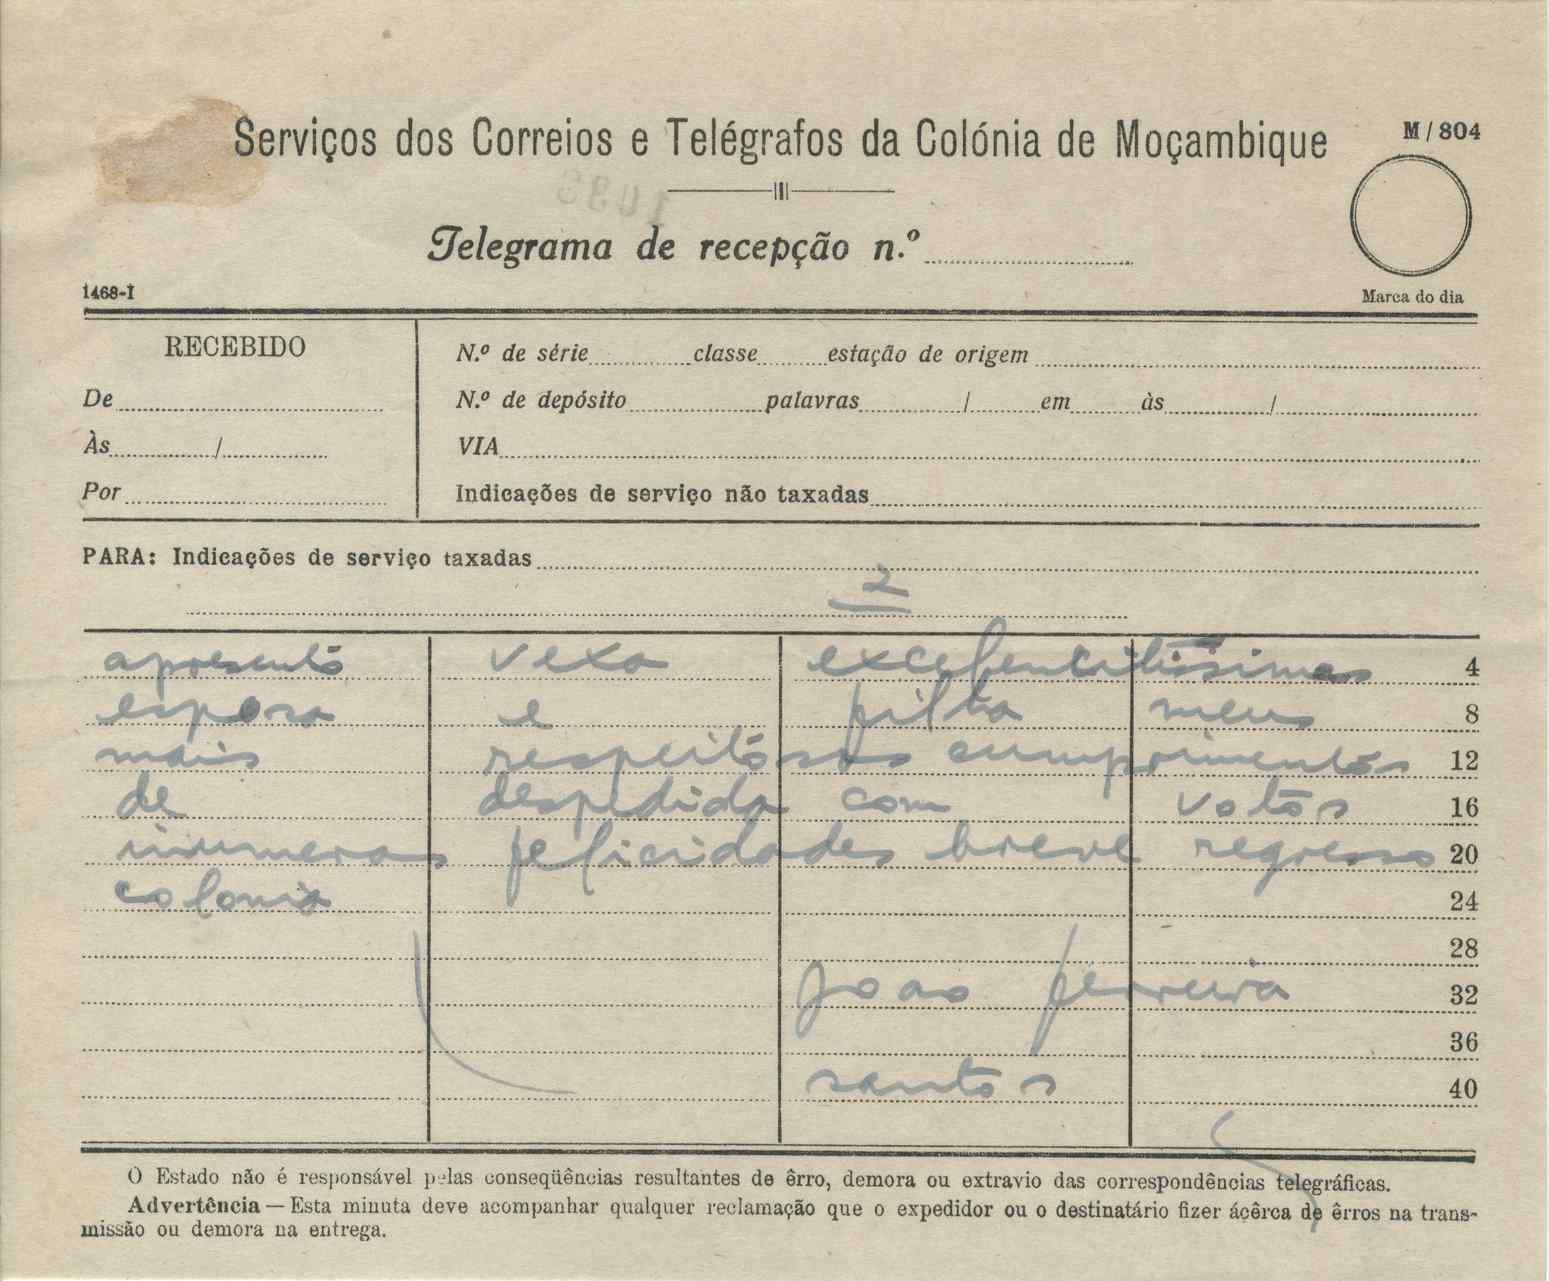 Serviços dos Correios e Telégrafos da Colónia de Moçambique
M/804
Telegrama de recepção n.º
1468-I
Marca do dia
RECEBIDO
De
Às /
Por
N.º de série classe estação de origem
N.º de depósito palavras / em às /
VIA
Indicações de serviço não taxadas
PARA: Indicações de serviço taxadas
2
apresento vexa 4
esposa e filha meus 8
mais respeitosos cumprimentos 12
de despedida com votos 16
inumeras felicidades breve regresso 20
colonia 24
28
Joao ferreira 32
36
santos 40
O Estado não é responsável pelas conseqüências resultantes de êrro, demora ou extravio das correspondências telegráficas.
Advertência — Esta minuta deve acompanhar qualquer reclamação que o expedidor ou o destinatário fizer ácêrca de êrros na trans-
missão ou demora na entrega.